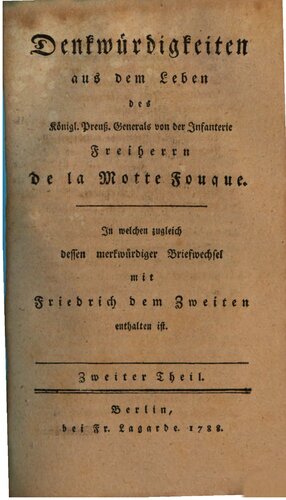 Denkwürdigkeiten
aus dem Leben
des
Königl. Preuß. Generals von der Infanterie
Freiherrn
de la Motte Fouque.
In welchen zugleich
dessen merkwürdiger Briefwechsel
mit
Friedrich dem Zweiten
enthalten ist.
Zweiter Theil.
Berlin,
bei Fr. Lagarde. 1788.